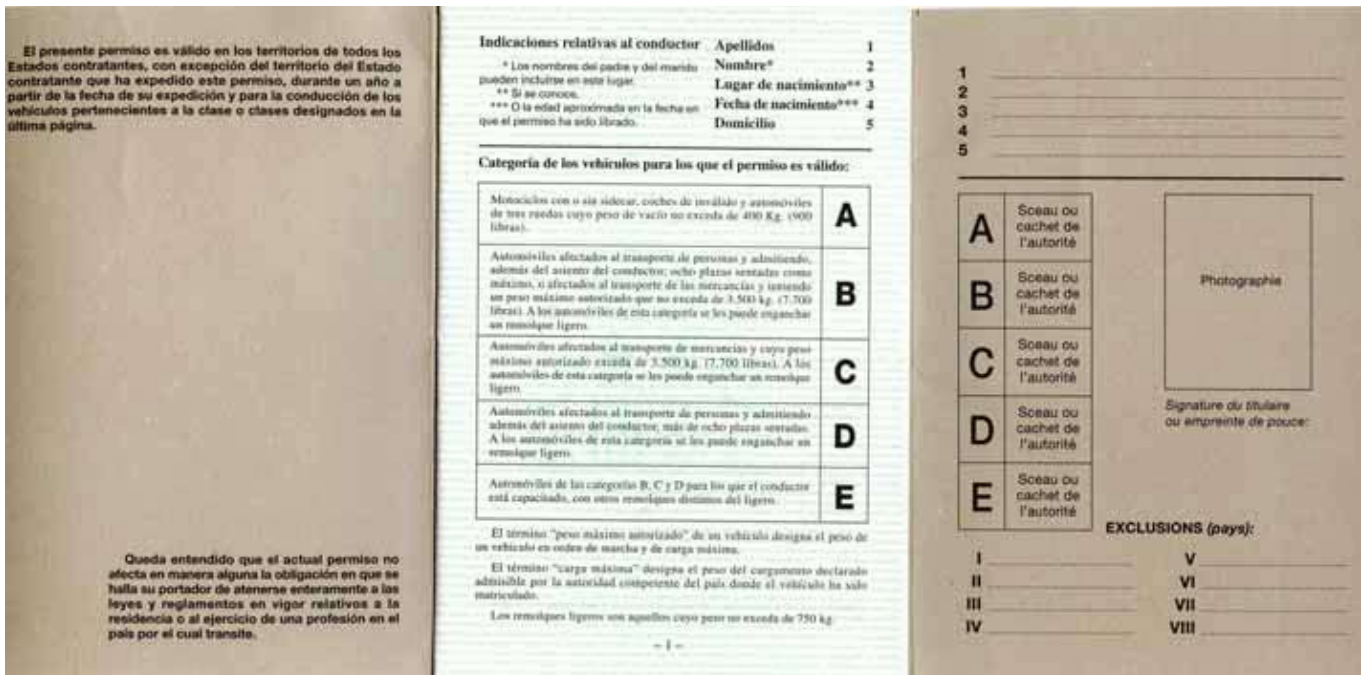 El presente permiso es válido en los territorios de todos los
Estados contratantes, con excepción del territorio del Estado
contratante que ha expedido este permiso, durante un año a
partir de la fecha de su expedición y para la conducción de los
vehículos pertenecientes a la clase o clases designados en la
última página.
Queda entendido que el actual permiso no
afecta en manera alguna la obligación en que se
halla su portador de atenerse enteramente a las
leyes y reglamentos en vigor relativos a la
residencia o al ejercicio de una profesión en el
país por el cual transite.
Indicaciones relativas al conductor
* Los nombres del padre y del marido
pueden incluirse en este lugar.
** Si se conoce.
*** O la edad aproximada en la fecha en
que el permiso ha sido librado.
Apellidos 1
Nombre* 2
Lugar de nacimiento** 3
Fecha de nacimiento*** 4
Domicilio 5
Categoría de los vehículos para los que el permiso es válido:
Motociclos con o sin sidecar, coches de inválido y automóviles
de tres ruedas cuyo peso de vacío no exceda de 400 Kg. (900
libras).
A
Automóviles afectados al transporte de personas y admitiendo,
además del asiento del conductor, ocho plazas sentadas como
máximo, o afectados al transporte de las mercancías y teniendo
un peso máximo autorizado que no exceda de 3.500 kg. (7.700
libras). A los automóviles de esta categoría se les puede enganchar
un remolque ligero.
B
Automóviles afectados al transporte de mercancías y cuyo peso
máximo autorizado exceda de 3.500 kg. (7.700 libras). A los
automóviles de esta categoría se les puede enganchar un remolque
ligero.
C
Automóviles afectados al transporte de personas y admitiendo
además del asiento del conductor, más de ocho plazas sentadas.
A los automóviles de esta categoría se les puede enganchar un
remolque ligero.
D
Automóviles de las categorías B, C y D para los que el conductor
está capacitado, con otros remolques distintos del ligero.
E
El término "peso máximo autorizado" de un vehículo designa el peso de
un vehículo en orden de marcha y de carga máxima.
El término "carga máxima" designa el peso del cargamento declarado
admisible por la autoridad competente del país donde el vehículo ha sido
matriculado.
Los remolques ligeros son aquellos cuyo peso no exceda de 750 kg.
– 1 –
1
2
3
4
5
A
Sceau ou
cachet de
l'autorité
B
Sceau ou
cachet de
l'autorité
C
Sceau ou
cachet de
l'autorité
D
Sceau ou
cachet de
l'autorité
E
Sceau ou
cachet de
l'autorité
Photographie
Signature du titulaire
ou empreinte de pouce:
EXCLUSIONS (pays):
I
II
III
IV
V
VI
VII
VIII